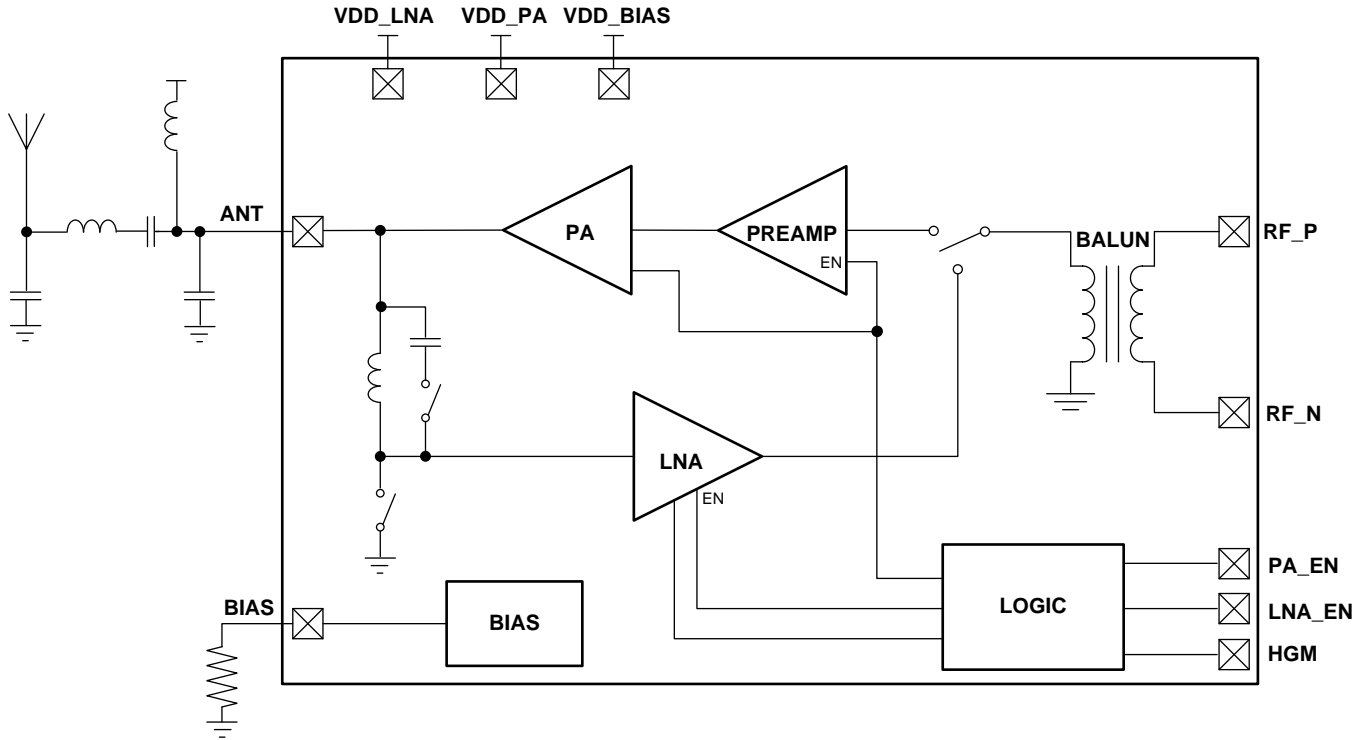 VDD_LNA VDD_PA VDD_BIAS
ANT
PA
PREAMP
EN
BALUN
RF_P
RF_N
LNA
EN
PA_EN
LOGIC
LNA_EN
BIAS
BIAS
HGM